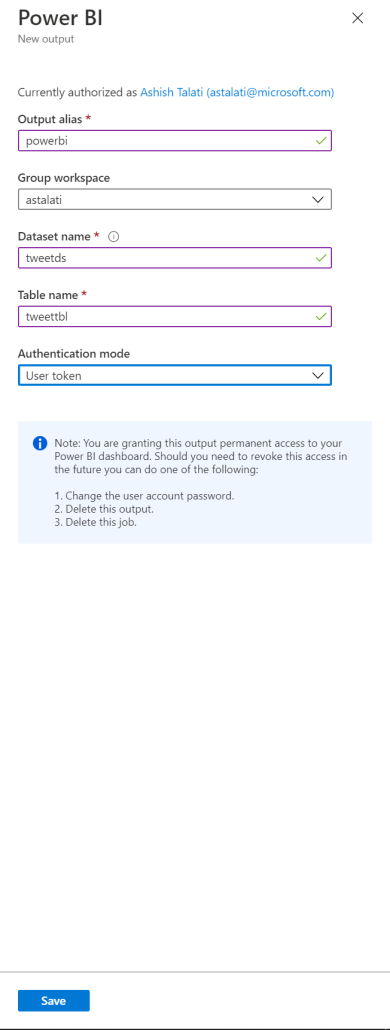 Power BI
New output
Currently authorized as Ashish Talati (astalati@microsoft.com)
Output alias *
powerbi
Group workspace
astalati
Dataset name *
tweetds
Table name *
tweettbl
Authentication mode
User token
Note: You are granting this output permanent access to your
Power BI dashboard. Should you need to revoke this access in
the future you can do one of the following:
1. Change the user account password.
2. Delete this output.
3. Delete this job.
Save